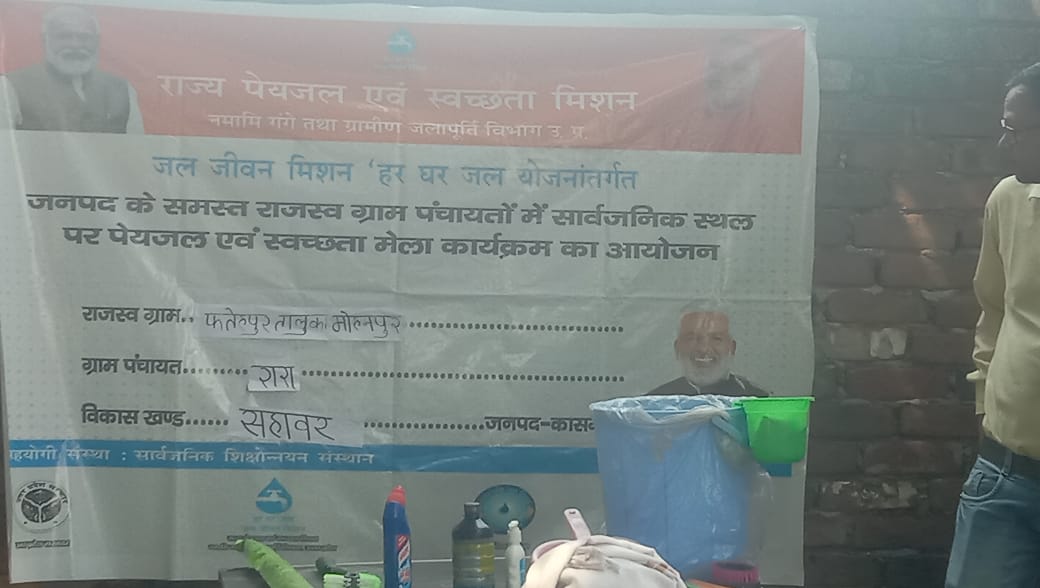 राज्य पेयजल एवं स्वच्छता मिशन
नमामि गंगे तथा ग्रामीण जलापूर्ति विभाग उ. प्र.
जल जीवन मिशन 'हर घर जल योजनांतर्गत
जनपद के समस्त राजस्व ग्राम पंचायतों में सार्वजनिक स्थल
पर पेयजल एवं स्वच्छता मेला कार्यक्रम का आयोजन
राजस्व ग्राम.. फतेहपुर तालुका मोहनपुर
ग्राम पंचायत......... रारा
विकास खण्ड...... सहावर ..................जनपद-कास
हयोगी संस्था : सार्वजनिक शिक्षोन्नयन संस्थान